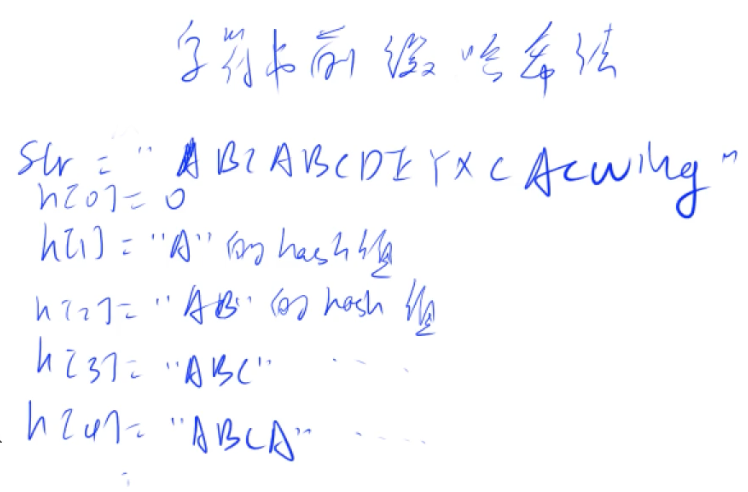 字符串前缀哈希法
Str = "ABCABCDEYXCAcwing"
h[0] = 0
h[1] = "A" 的 hash 值
h[2] = "AB" 的 hash 值
h[3] = "ABC" ....
h[4] = "ABCA" ....
: